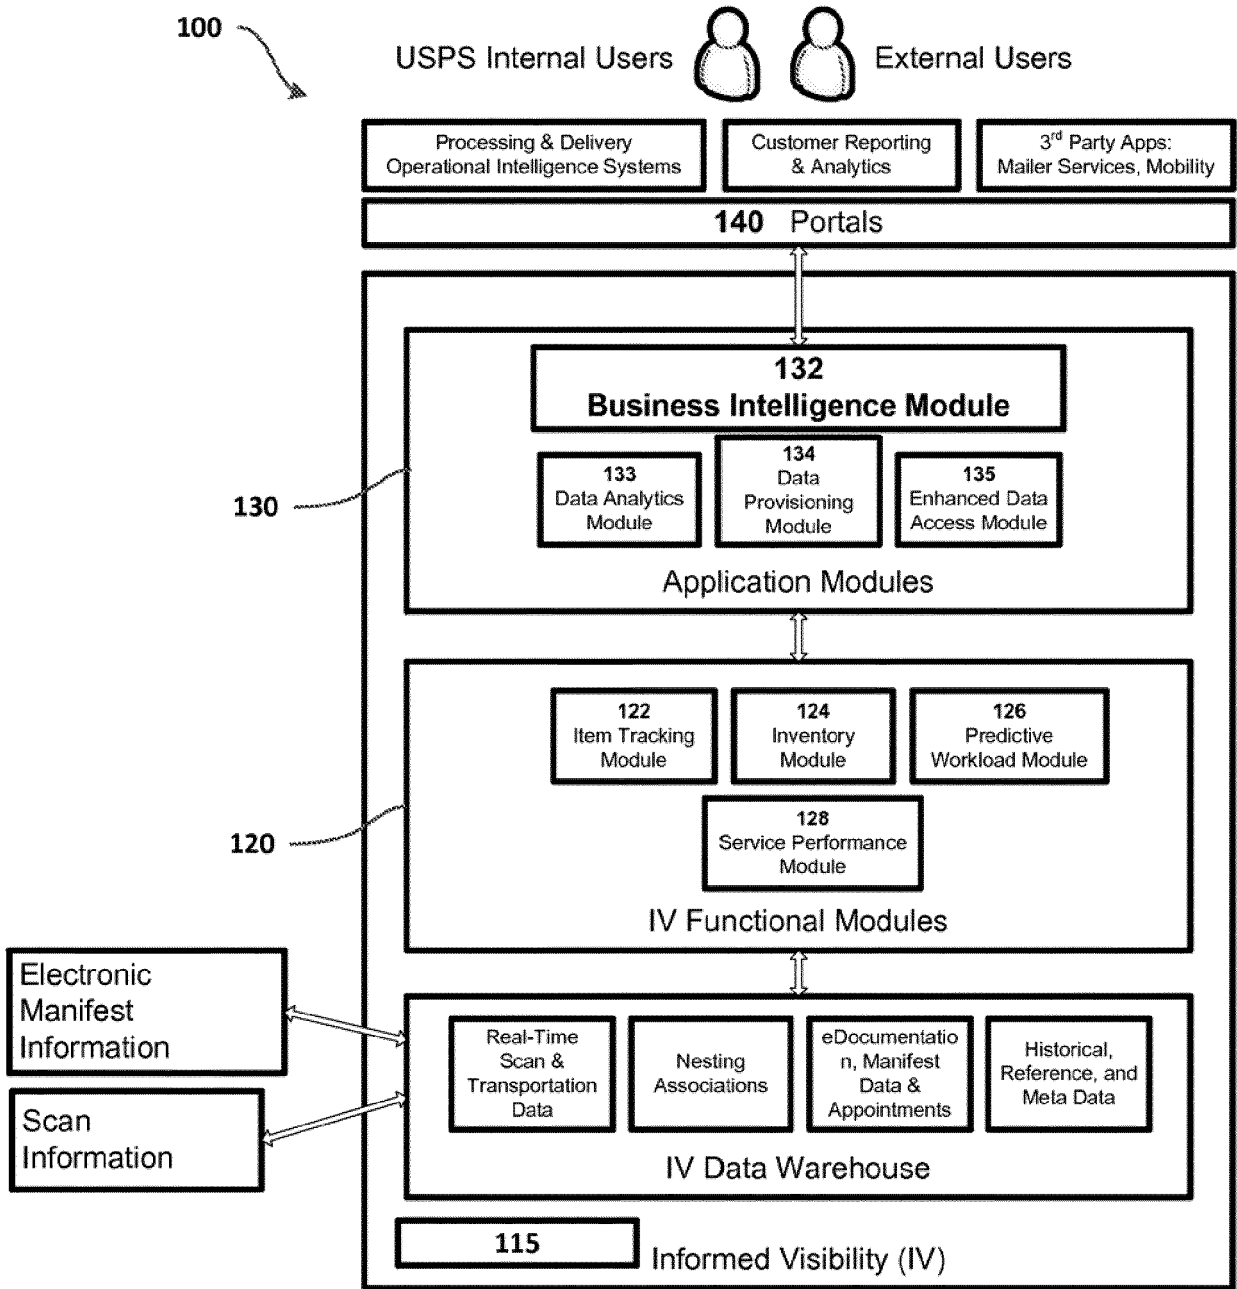 100
USPS Internal Users
External Users
Processing & Delivery
Operational Intelligence Systems
Customer Reporting
& Analytics
3rd Party Apps:
Mailer Services, Mobility
140 Portals
132
Business Intelligence Module
133
Data Analytics
Module
134
Data
Provisioning
Module
135
Enhanced Data
Access Module
130
Application Modules
122
Item Tracking
Module
124
Inventory
Module
126
Predictive
Workload Module
120
128
Service Performance
Module
IV Functional Modules
Electronic
Manifest
Information
Scan
Information
Real-Time
Scan &
Transportation
Data
Nesting
Associations
eDocumentatio
n, Manifest
Data &
Appointments
Historical,
Reference, and
Meta Data
IV Data Warehouse
115
Informed Visibility (IV)